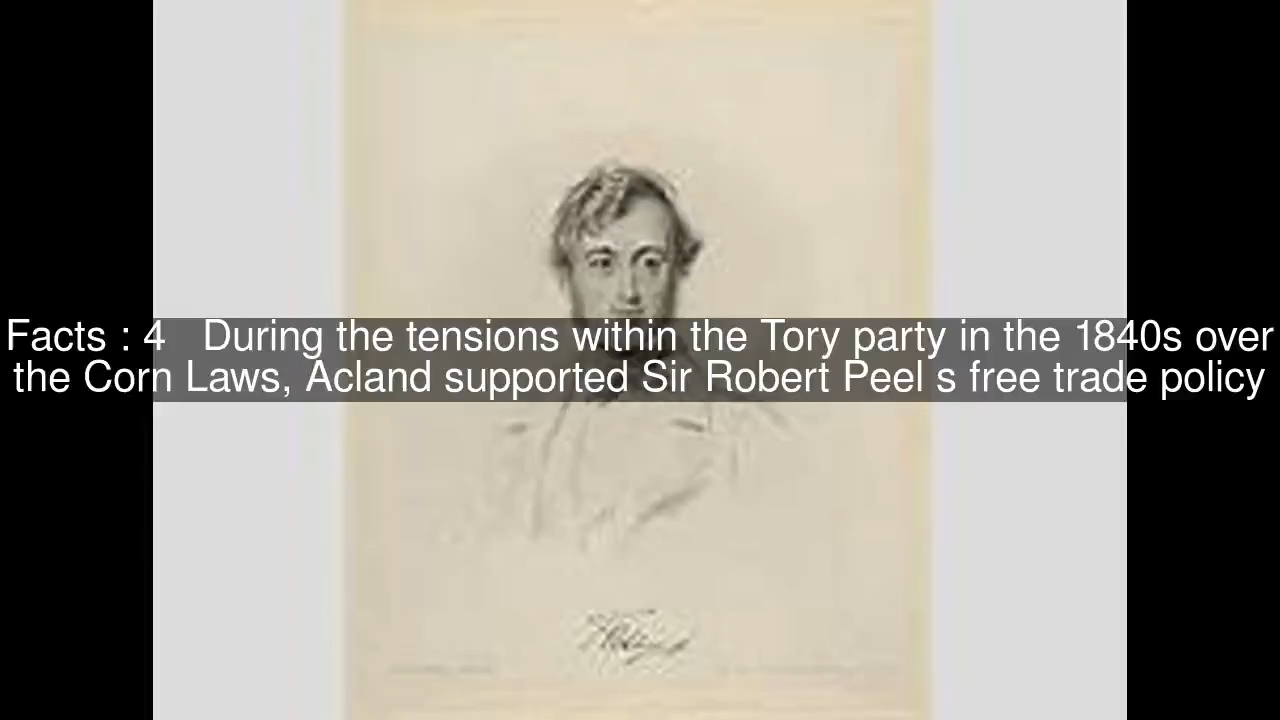 Facts : 4 During the tensions within the Tory party in the 1840s over
the Corn Laws, Acland supported Sir Robert Peel s free trade policy